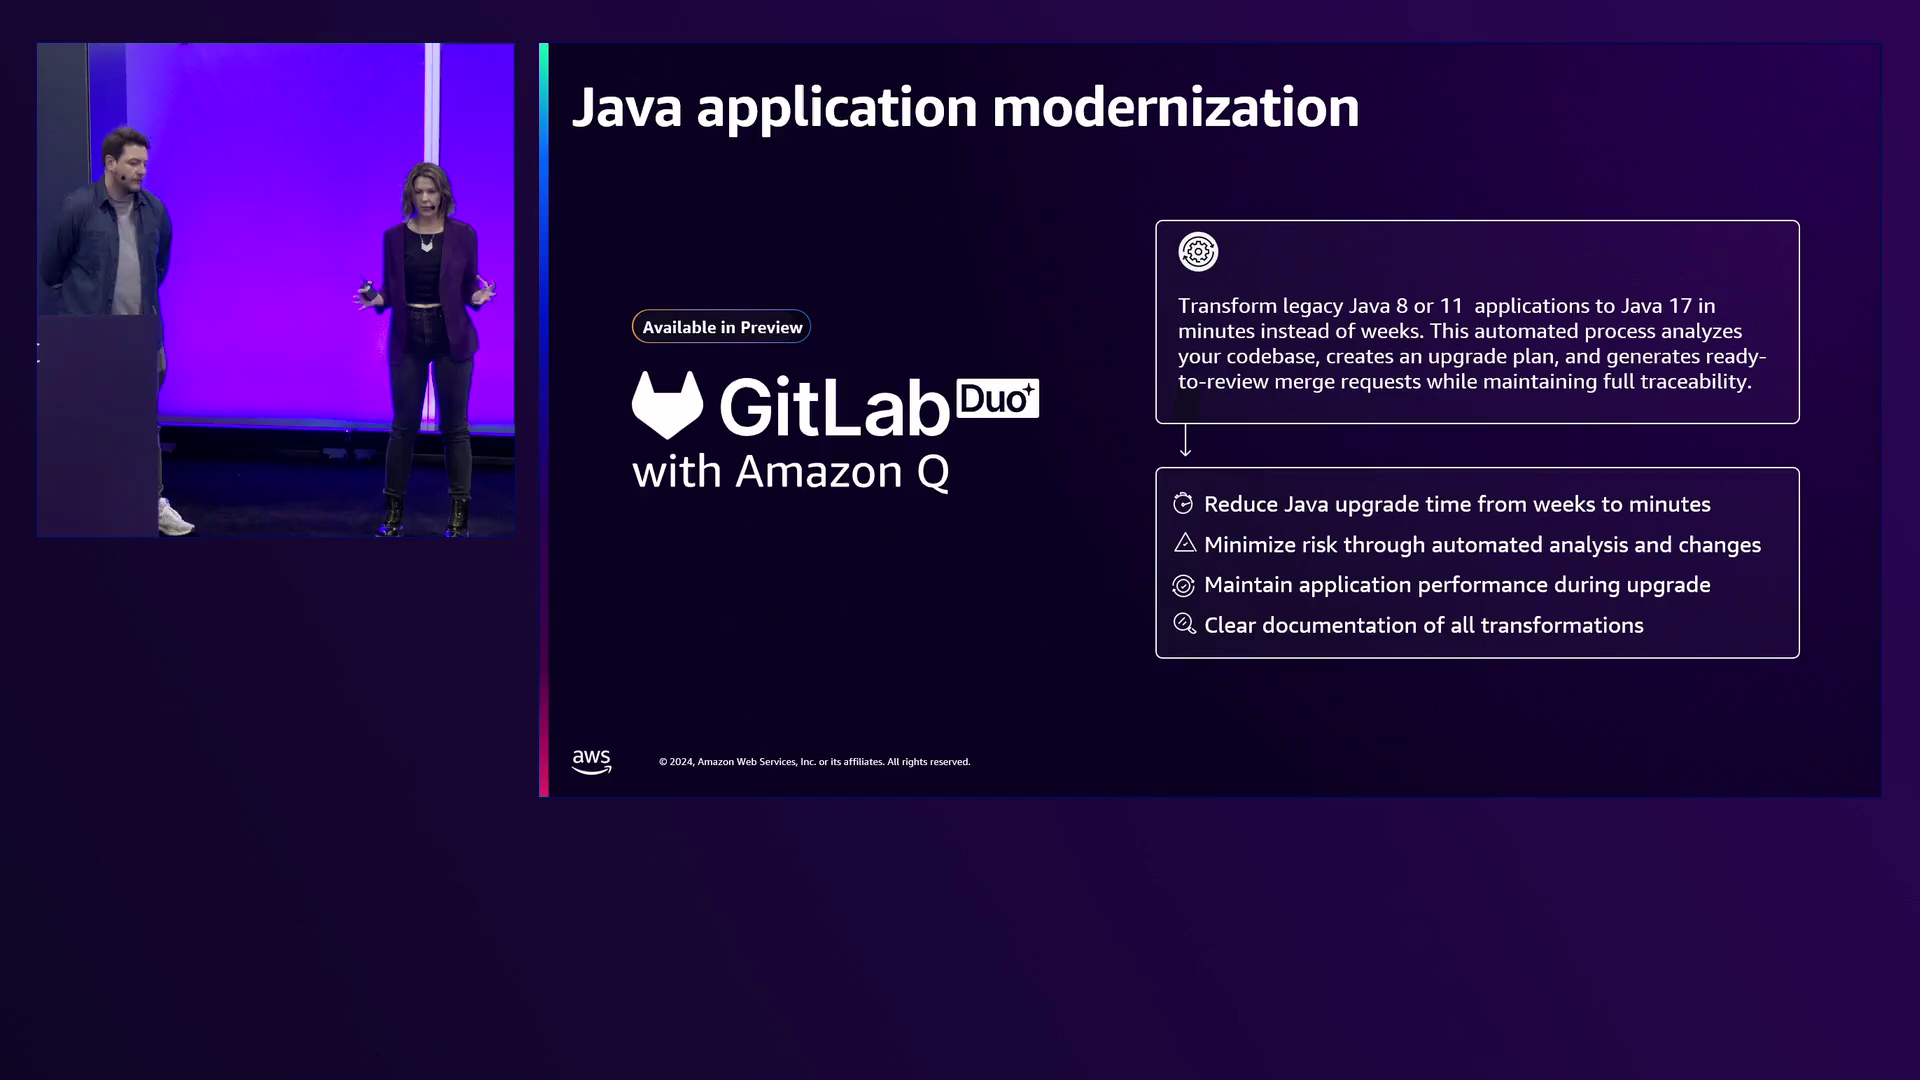 Java application modernization
Available in Preview
GitLab Duo
with Amazon Q
Transform legacy Java 8 or 11 applications to Java 17 in
minutes instead of weeks. This automated process analyzes
your codebase, creates an upgrade plan, and generates ready-
to-review merge requests while maintaining full traceability.
Reduce Java upgrade time from weeks to minutes
Minimize risk through automated analysis and changes
Maintain application performance during upgrade
Clear documentation of all transformations
aws
© 2024, Amazon Web Services, Inc. or its affiliates. All rights reserved.